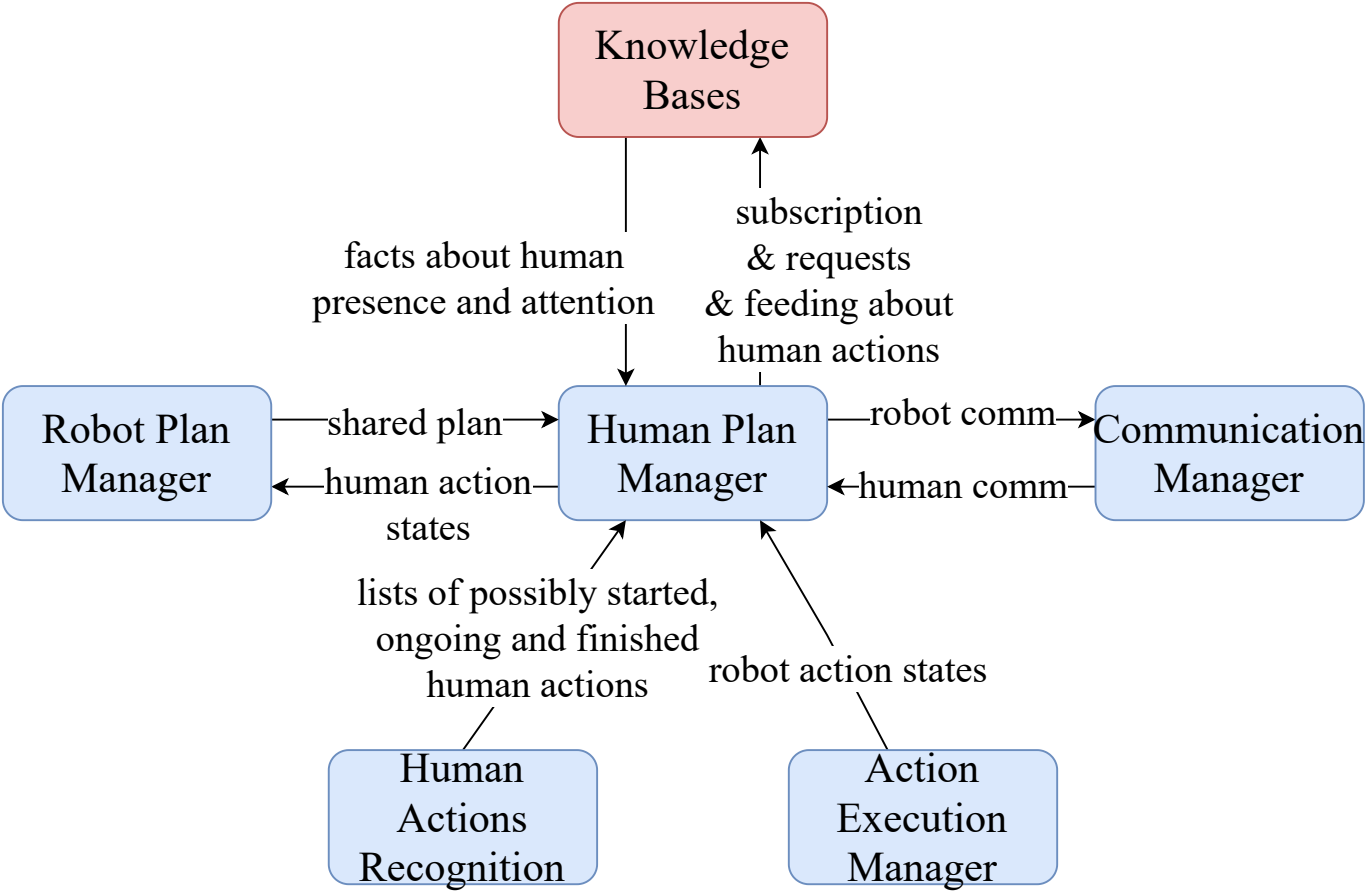 Knowledge
Bases
subscription
& requests
& feeding about
human actions
facts about human
presence and attention
Robot Plan
Manager
shared plan
human action
states
Human Plan
Manager
robot comm
human comm
Communication
Manager
lists of possibly started,
ongoing and finished
human actions
robot action states
Human
Actions
Recognition
Action
Execution
Manager